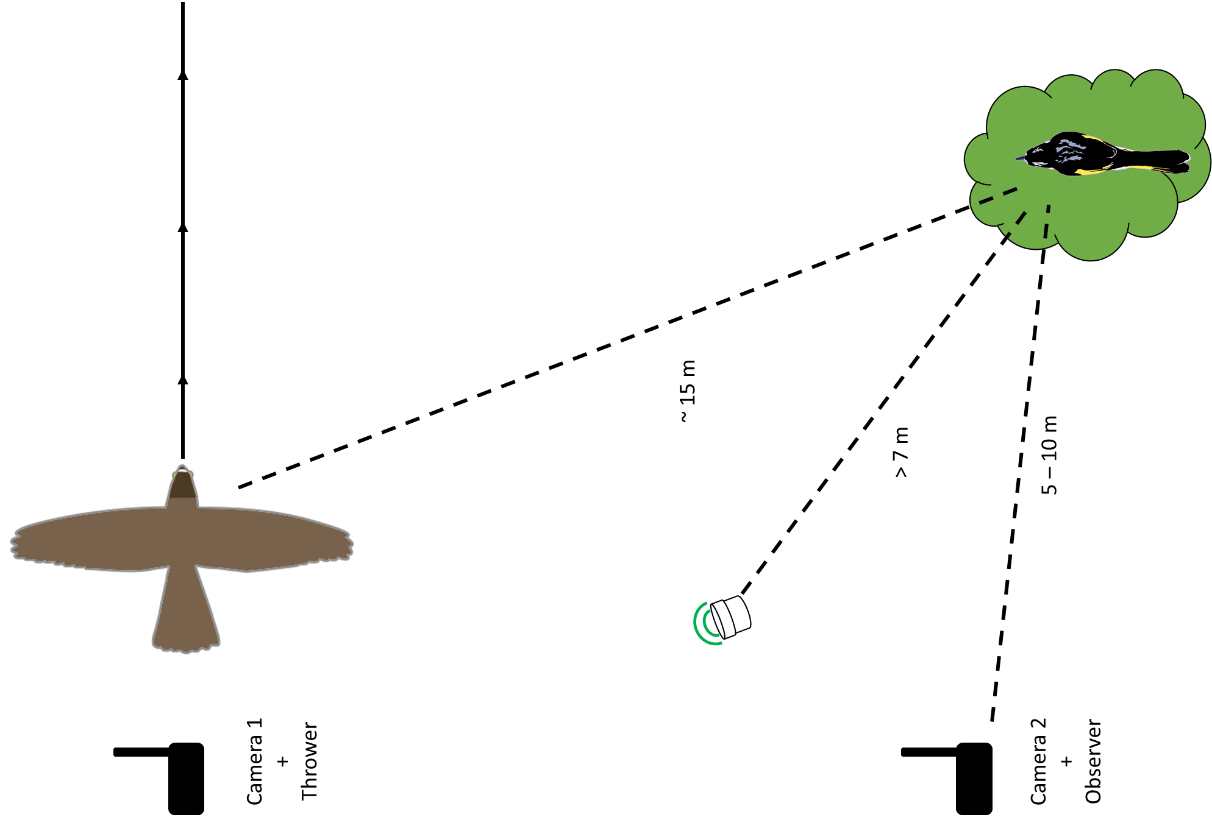 ~ 15 m
> 7 m
5 – 10 m
Camera 1
+
Thrower
Camera 2
+
Observer